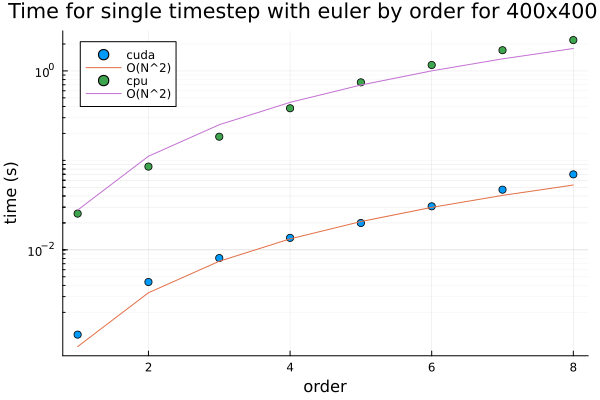 Time for single timestep with euler by order for 400x400
cuda
O(N^2)
cpu
O(N^2)
10^0
10^-2
time (s)
2
4
6
8
order